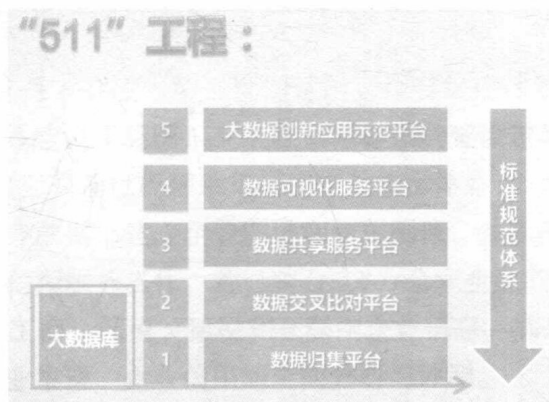 “511”工程：
5 大数据创新应用示范平台
4 数据可视化服务平台
3 数据共享服务平台
2 数据交叉比对平台
1 数据归集平台
大数据库
标准规范体系